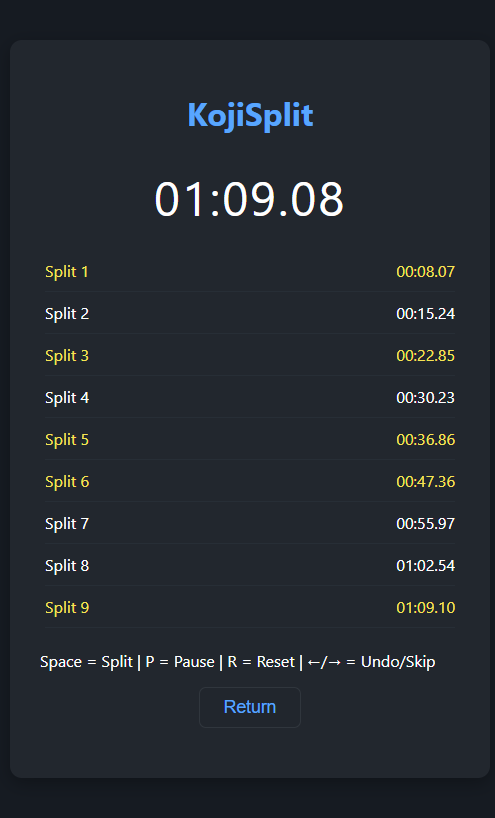 KojiSplit
01:09.08
Split 1 00:08.07
Split 2 00:15.24
Split 3 00:22.85
Split 4 00:30.23
Split 5 00:36.86
Split 6 00:47.36
Split 7 00:55.97
Split 8 01:02.54
Split 9 01:09.10
Space = Split | P = Pause | R = Reset | ←/→ = Undo/Skip
Return